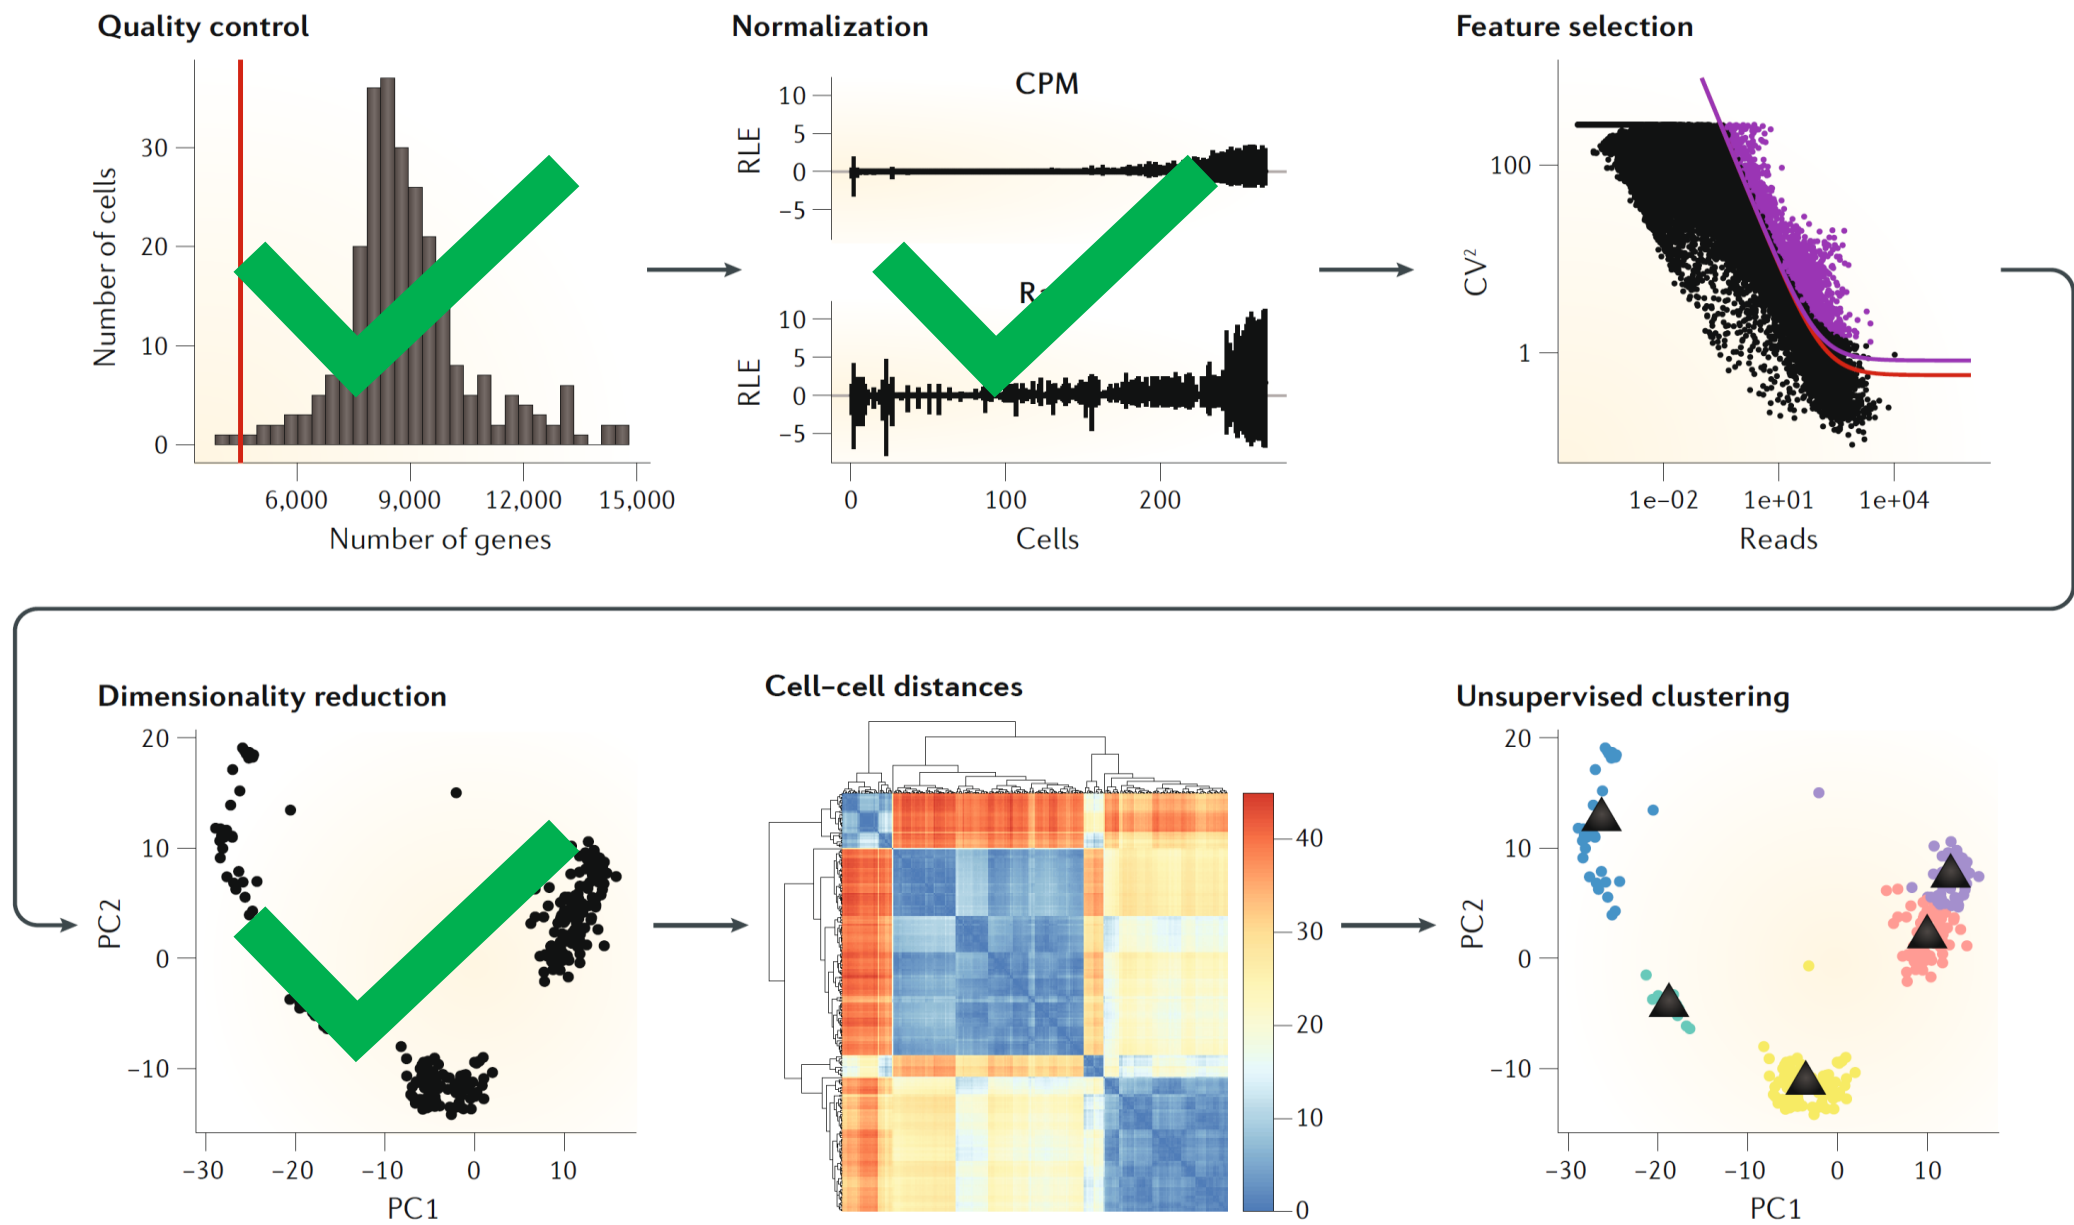 Quality control
Number of cells
30
20
10
0
6,000 9,000 12,000 15,000
Number of genes
Normalization
CPM
RLE
10
5
0
−5
RLE
10
5
0
−5
0 100 200
Cells
Feature selection
CV²
100
1
1e−02 1e+01 1e+04
Reads
Dimensionality reduction
PC2
20
10
0
−10
−30 −20 −10 0 10
PC1
Cell–cell distances
40
30
20
10
0
Unsupervised clustering
PC2
20
10
0
−10
−30 −20 −10 0 10
PC1